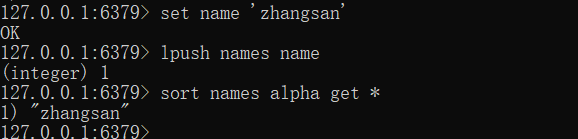 127.0.0.1:6379> set name 'zhangsan'
OK
127.0.0.1:6379> lpush names name
(integer) 1
127.0.0.1:6379> sort names alpha get *
1) "zhangsan"
127.0.0.1:6379>